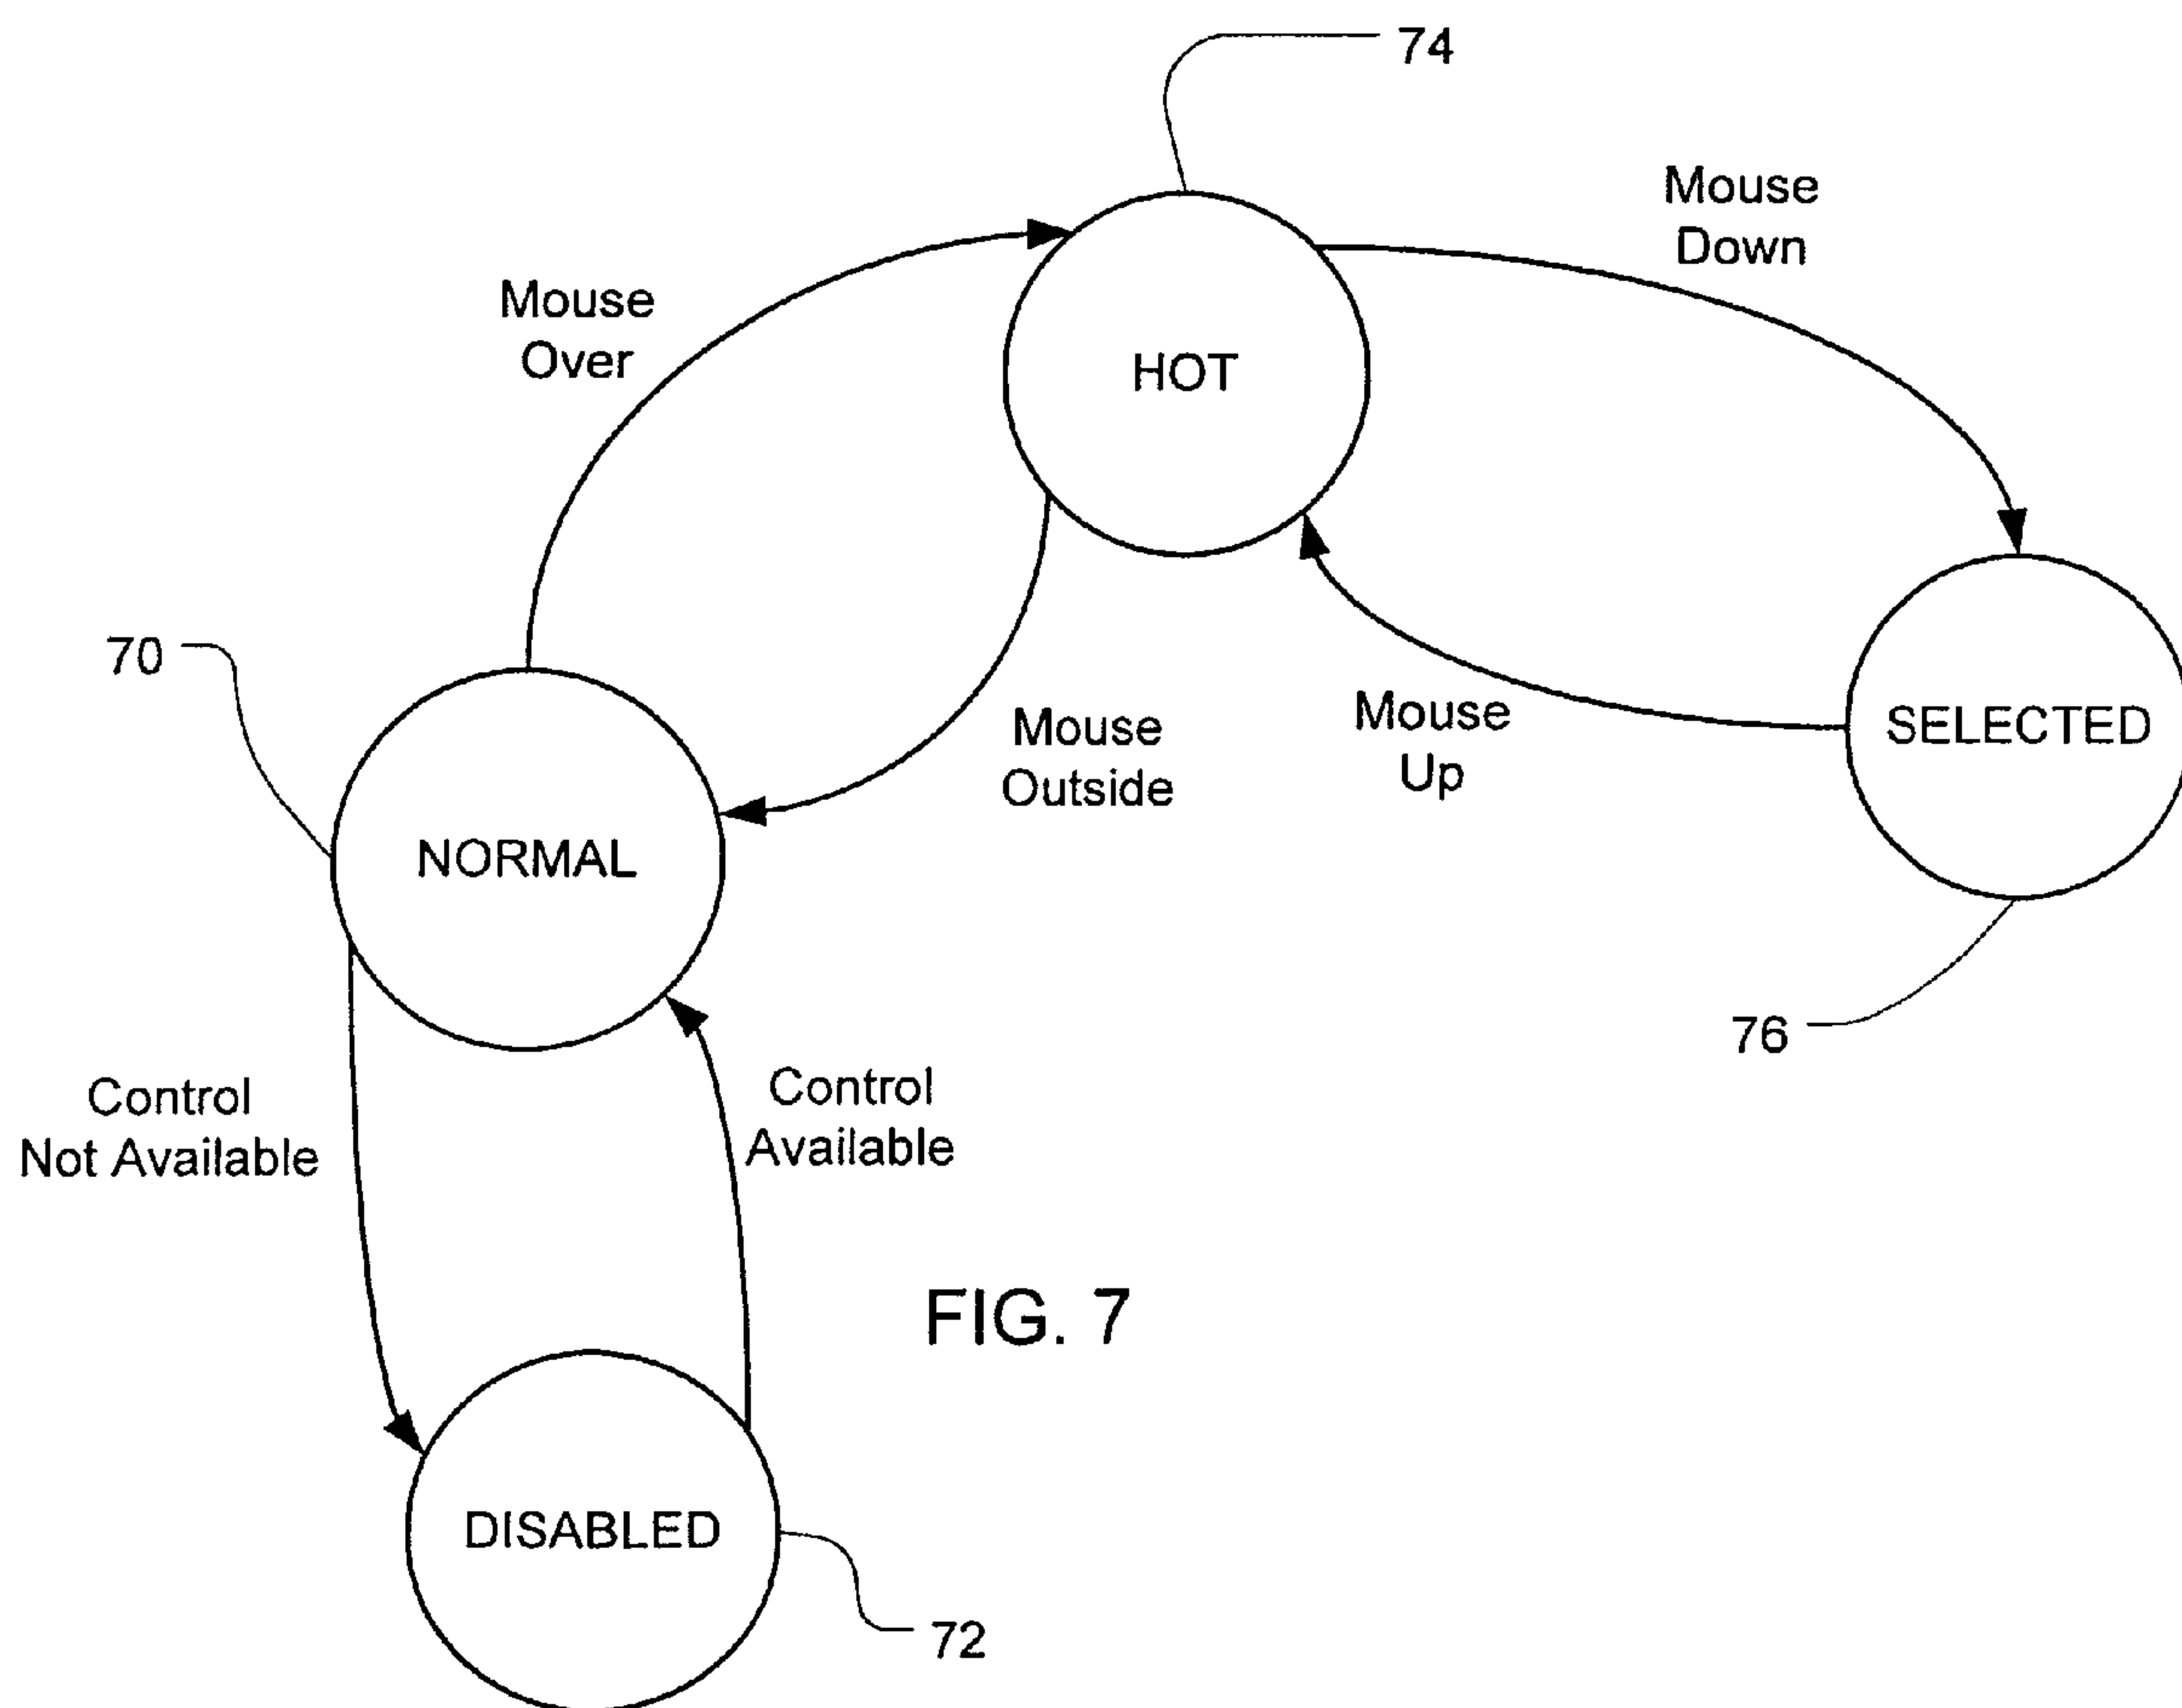 74
Mouse
Down
Mouse
Over
HOT
70
Mouse
Outside
Mouse
Up
SELECTED
NORMAL
76
Control
Not Available
Control
Available
FIG. 7
DISABLED
72